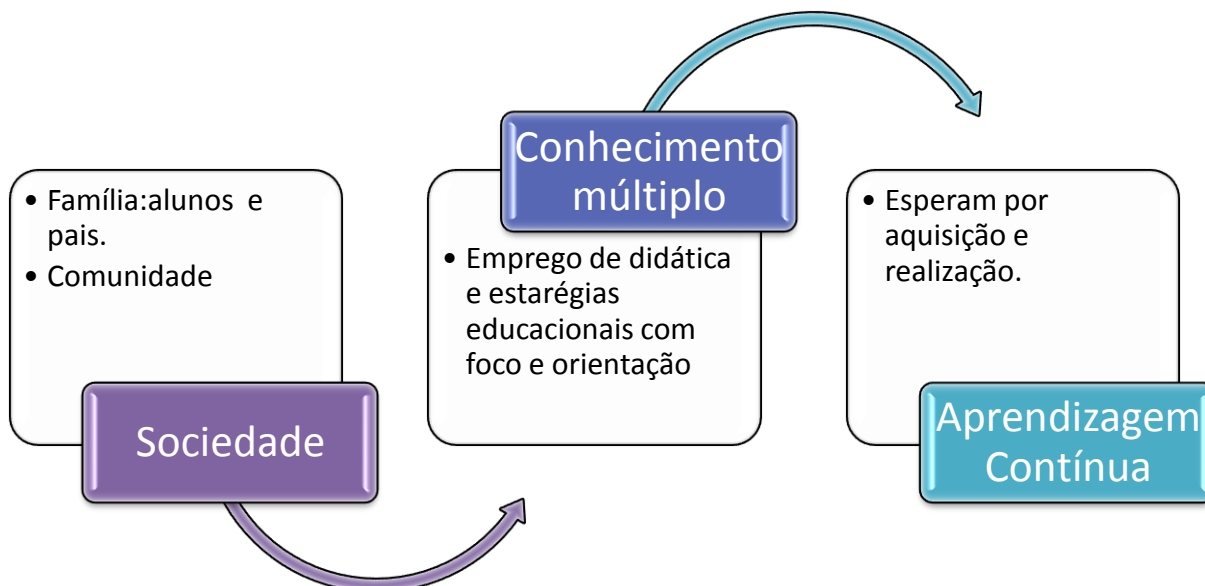 • Família:alunos e
pais.
• Comunidade
Sociedade
Conhecimento
múltiplo
• Emprego de didática
e estarégias
educacionais com
foco e orientação
• Esperam por
aquisição e
realização.
Aprendizagem
Contínua